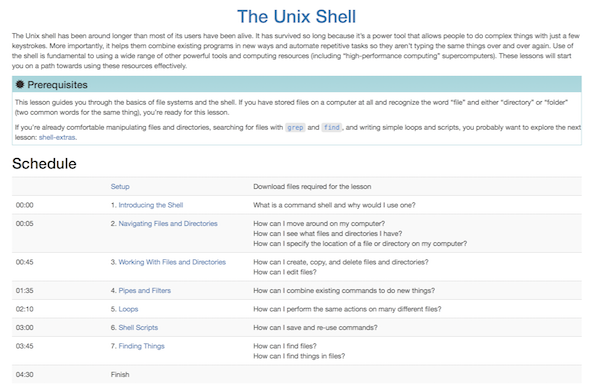 The Unix Shell
The Unix shell has been around longer than most of its users have been alive. It has survived so long because it's a power tool that allows people to do complex things with just a few
keystrokes. More importantly, it helps them combine existing programs in new ways and automate repetitive tasks so they aren't typing the same things over and over again. Use of
the shell is fundamental to using a wide range of other powerful tools and computing resources (including "high-performance computing" supercomputers). These lessons will start
you on a path towards using these resources effectively.
Prerequisites
This lesson guides you through the basics of file systems and the shell. If you have stored files on a computer at all and recognize the word "file" and either "directory" or "folder"
(two common words for the same thing), you're ready for this lesson.
If you're already comfortable manipulating files and directories, searching for files with grep and find, and writing simple loops and scripts, you probably want to explore the next
lesson: shell-extras.
Schedule
Setup Download files required for the lesson
00:00 1. Introducing the Shell What is a command shell and why would I use one?
00:05 2. Navigating Files and Directories How can I move around on my computer?
How can I see what files and directories I have?
How can I specify the location of a file or directory on my computer?
00:45 3. Working With Files and Directories How can I create, copy, and delete files and directories?
How can I edit files?
01:35 4. Pipes and Filters How can I combine existing commands to do new things?
02:10 5. Loops How can I perform the same actions on many different files?
03:00 6. Shell Scripts How can I save and re-use commands?
03:45 7. Finding Things How can I find files?
How can I find things in files?
04:30 Finish